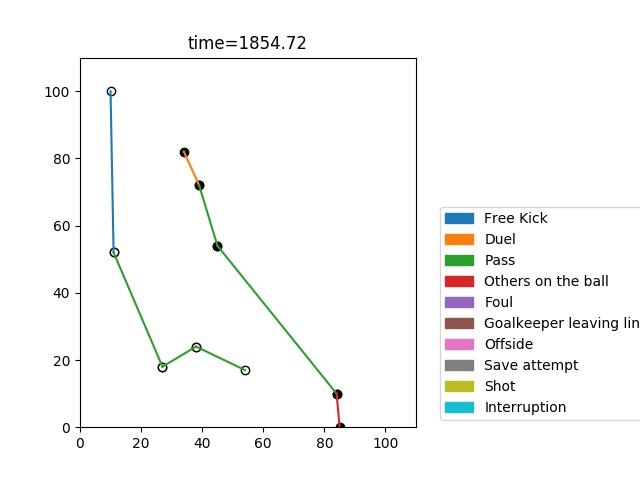 time=1854.72
100
80
60
40
20
0
0 20 40 60 80 100
Free Kick
Duel
Pass
Others on the ball
Foul
Goalkeeper leaving lin
Offside
Save attempt
Shot
Interruption